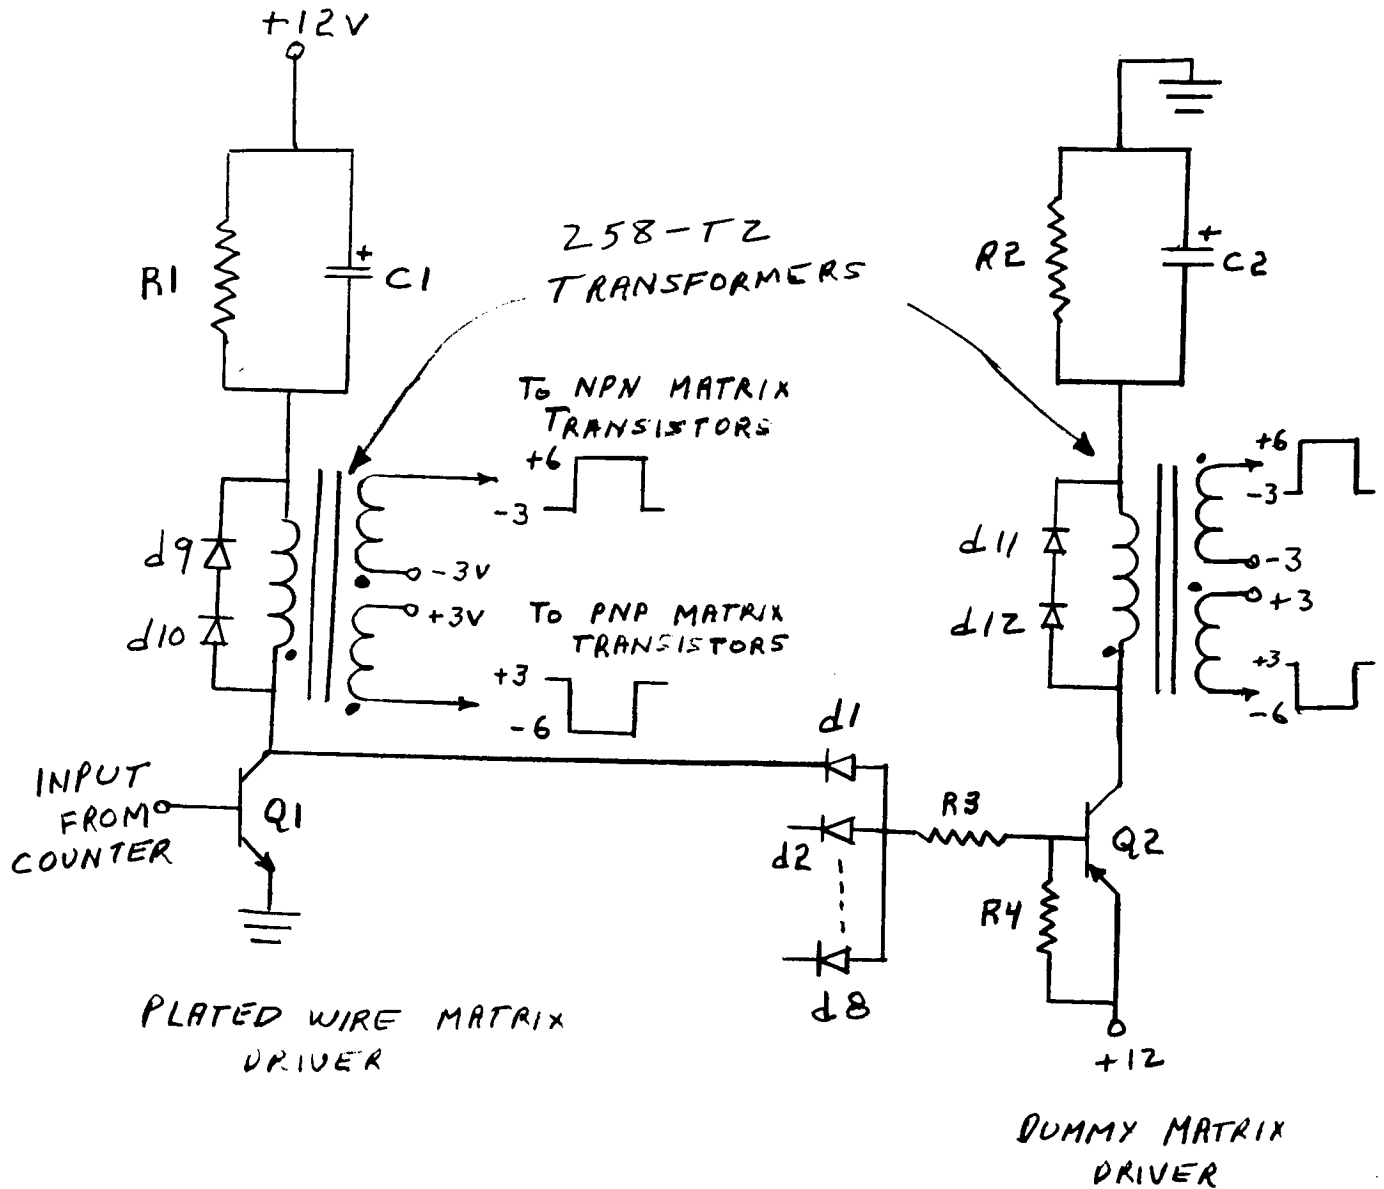 +12V
R1
+
C1
258-T2
TRANSFORMERS
R2
+
C2
To NPN MATRIX
TRANSISTORS
+6
-3
-3V
+3V
To PNP MATRIX
TRANSISTORS
+3
-6
d9
d10
d11
d12
+6
-3
-3
+3
+3
-6
INPUT
FROM
COUNTER
Q1
d1
d2
d8
R3
R4
Q2
+12
PLATED WIRE MATRIX
DRIVER
DUMMY MATRIX
DRIVER